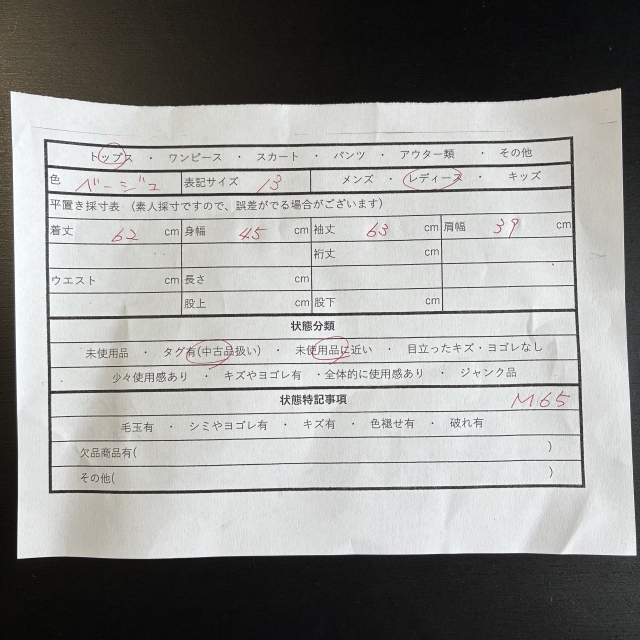 トップス ・ ワンピース ・ スカート ・ パンツ ・ アウター類 ・ その他
色 ベージュ 表記サイズ 13 メンズ ・ レディース ・ キッズ
平置き採寸表 (素人採寸ですので、誤差がでる場合がございます)
着丈 62 cm 身幅 45 cm 袖丈 63 cm 肩幅 39 cm
裄丈 cm
ウエスト cm 長さ cm
股上 cm 股下 cm
状態分類
未使用品 ・ タグ有(中古品扱い) ・ 未使用品に近い ・ 目立ったキズ・ヨゴレなし
少々使用感あり ・ キズやヨゴレ有 ・全体的に使用感あり ・ ジャンク品
状態特記事項 M65
毛玉有 ・ シミやヨゴレ有 ・ キズ有 ・ 色褪せ有 ・ 破れ有
欠品商品有( )
その他( )